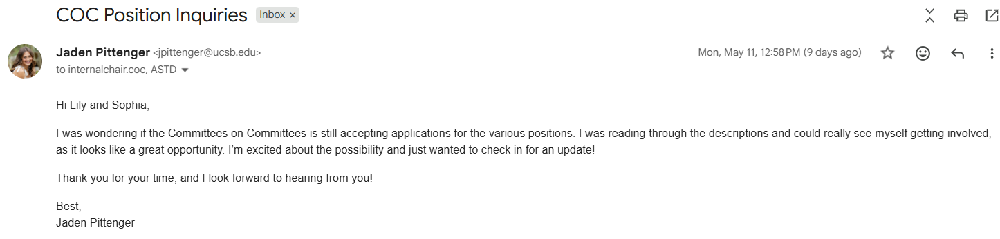 COC Position Inquiries Inbox ×
Jaden Pittenger <jpittenger@ucsb.edu> Mon, May 11, 12:58 PM (9 days ago)
to internalchair.coc, ASTD
Hi Lily and Sophia,
I was wondering if the Committees on Committees is still accepting applications for the various positions. I was reading through the descriptions and could really see myself getting involved,
as it looks like a great opportunity. I’m excited about the possibility and just wanted to check in for an update!
Thank you for your time, and I look forward to hearing from you!
Best,
Jaden Pittenger